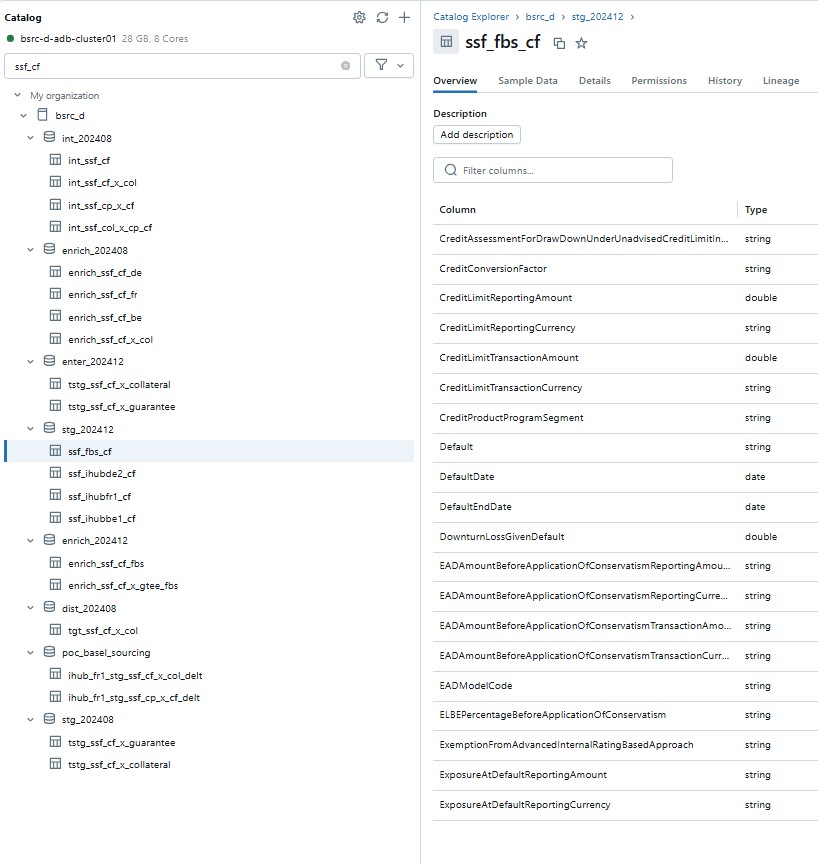 Catalog
bsrc-d-adb-cluster01 28 GB, 8 Cores
ssf_cf
My organization
bsrc_d
int_202408
int_ssf_cf
int_ssf_cf_x_col
int_ssf_cp_x_cf
int_ssf_col_x_cp_cf
enrich_202408
enrich_ssf_cf_de
enrich_ssf_cf_fr
enrich_ssf_cf_be
enrich_ssf_cf_x_col
enter_202412
tstg_ssf_cf_x_collateral
tstg_ssf_cf_x_guarantee
stg_202412
ssf_fbs_cf
ssf_ihubde2_cf
ssf_ihubfr1_cf
ssf_ihubbe1_cf
enrich_202412
enrich_ssf_cf_fbs
enrich_ssf_cf_x_gtee_fbs
dist_202408
tgt_ssf_cf_x_col
poc_basel_sourcing
ihub_fr1_stg_ssf_cf_x_col_delt
ihub_fr1_stg_ssf_cp_x_cf_delt
stg_202408
tstg_ssf_cf_x_guarantee
tstg_ssf_cf_x_collateral
Catalog Explorer > bsrc_d > stg_202412 >
ssf_fbs_cf
Overview Sample Data Details Permissions History Lineage
Description
Add description
Filter columns...
Column Type
CreditAssessmentForDrawDownUnderUnadvisedCreditLimitIn... string
CreditConversionFactor string
CreditLimitReportingAmount double
CreditLimitReportingCurrency string
CreditLimitTransactionAmount double
CreditLimitTransactionCurrency string
CreditProductProgramSegment string
Default string
DefaultDate date
DefaultEndDate date
DownturnLossGivenDefault double
EADAmountBeforeApplicationOfConservatismReportingAmou... string
EADAmountBeforeApplicationOfConservatismReportingCurre... string
EADAmountBeforeApplicationOfConservatismTransactionAmo... string
EADAmountBeforeApplicationOfConservatismTransactionCurr... string
EADModelCode string
ELBEPercentageBeforeApplicationOfConservatism string
ExemptionFromAdvancedInternalRatingBasedApproach string
ExposureAtDefaultReportingAmount string
ExposureAtDefaultReportingCurrency string